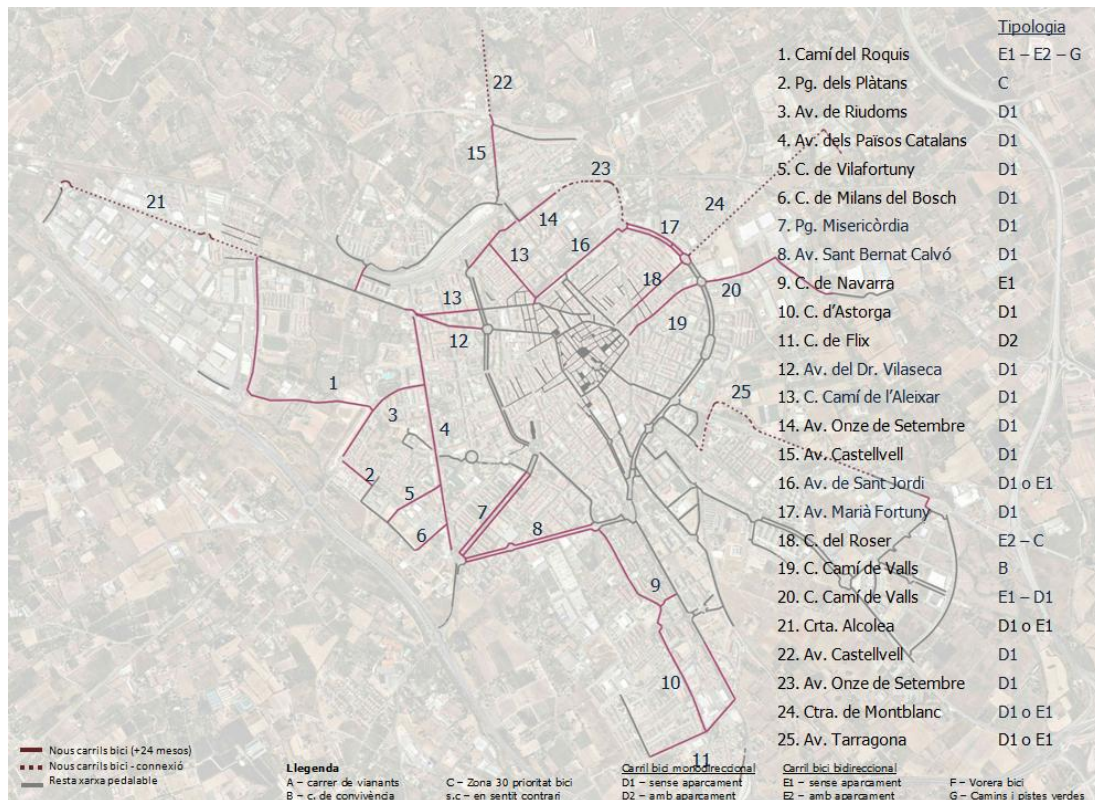 Tipologia
1. Camí del Roquis E1 – E2 – G
2. Pg. dels Plàtans C
3. Av. de Riudoms D1
4. Av. dels Països Catalans D1
5. C. de Vilafortuny D1
6. C. de Milans del Bosch D1
7. Pg. Misericòrdia D1
8. Av. Sant Bernat Calvó D1
9. C. de Navarra E1
10. C. d'Astorga D1
11. C. de Flix D2
12. Av. del Dr. Vilaseca D1
13. C. Camí de l'Aleixar D1
14. Av. Onze de Setembre D1
15. Av. Castellvell D1
16. Av. de Sant Jordi D1 o E1
17. Av. Marià Fortuny D1
18. C. del Roser E2 – C
19. C. Camí de Valls B
20. C. Camí de Valls E1 – D1
21. Crta. Alcolea D1 o E1
22. Av. Castellvell D1
23. Av. Onze de Setembre D1
24. Ctra. de Montblanc D1 o E1
25. Av. Tarragona D1 o E1
22
15
23
21
14
24
17
13
16
18
20
13
19
12
1
25
3
4
2
5
7
8
6
9
10
11
Nous carrils bici (+24 mesos)
Nous carrils bici - connexió
Resta xarxa pedalable
Llegenda
A – carrer de vianants
B – c. de convivència
C – Zona 30 prioritat bici
s.c – en sentit contrari
Carril bici monodireccional
D1 – sense aparcament
D2 – amb aparcament
Carril bici bidireccional
E1 – sense aparcament
E2 – amb aparcament
F – Vorera bici
G – Camins i pistes verdes